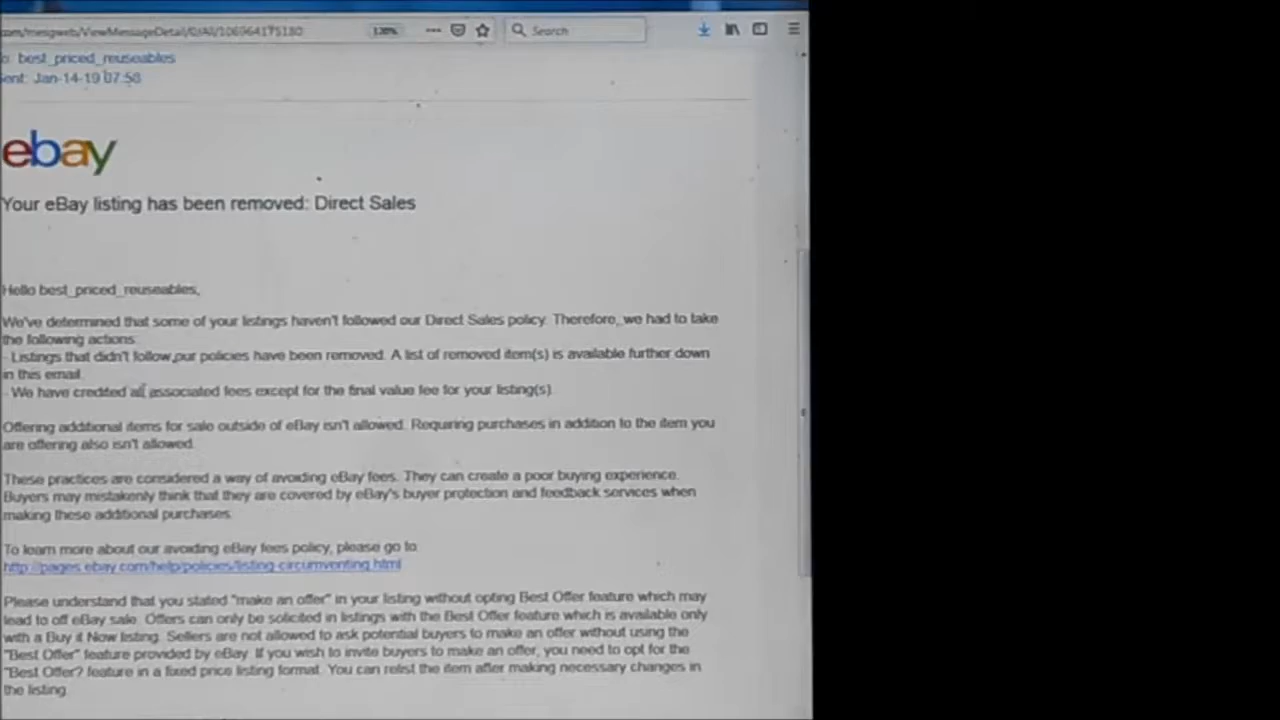 com/mesgweb/ViewMessageDetail/0/All/106964175180 120% Search
o: best_priced_reuseables
Sent: Jan-14-19 07:58
ebay
Your eBay listing has been removed: Direct Sales
Hello best_priced_reuseables,
We've determined that some of your listings haven't followed our Direct Sales policy. Therefore, we had to take
the following actions:
- Listings that didn't follow our policies have been removed. A list of removed item(s) is available further down
in this email.
- We have credited all associated fees except for the final value fee for your listing(s).
Offering additional items for sale outside of eBay isn't allowed. Requiring purchases in addition to the item you
are offering also isn't allowed.
These practices are considered a way of avoiding eBay fees. They can create a poor buying experience.
Buyers may mistakenly think that they are covered by eBay's buyer protection and feedback services when
making these additional purchases.
To learn more about our avoiding eBay fees policy, please go to
http://pages.ebay.com/help/policies/listing-circumventing.html
Please understand that you stated "make an offer" in your listing without opting Best Offer feature which may
lead to off eBay sale. Offers can only be solicited in listings with the Best Offer feature which is available only
with a Buy it Now listing. Sellers are not allowed to ask potential buyers to make an offer without using the
"Best Offer" feature provided by eBay. If you wish to invite buyers to make an offer, you need to opt for the
"Best Offer? feature in a fixed price listing format. You can relist the item after making necessary changes in
the listing.